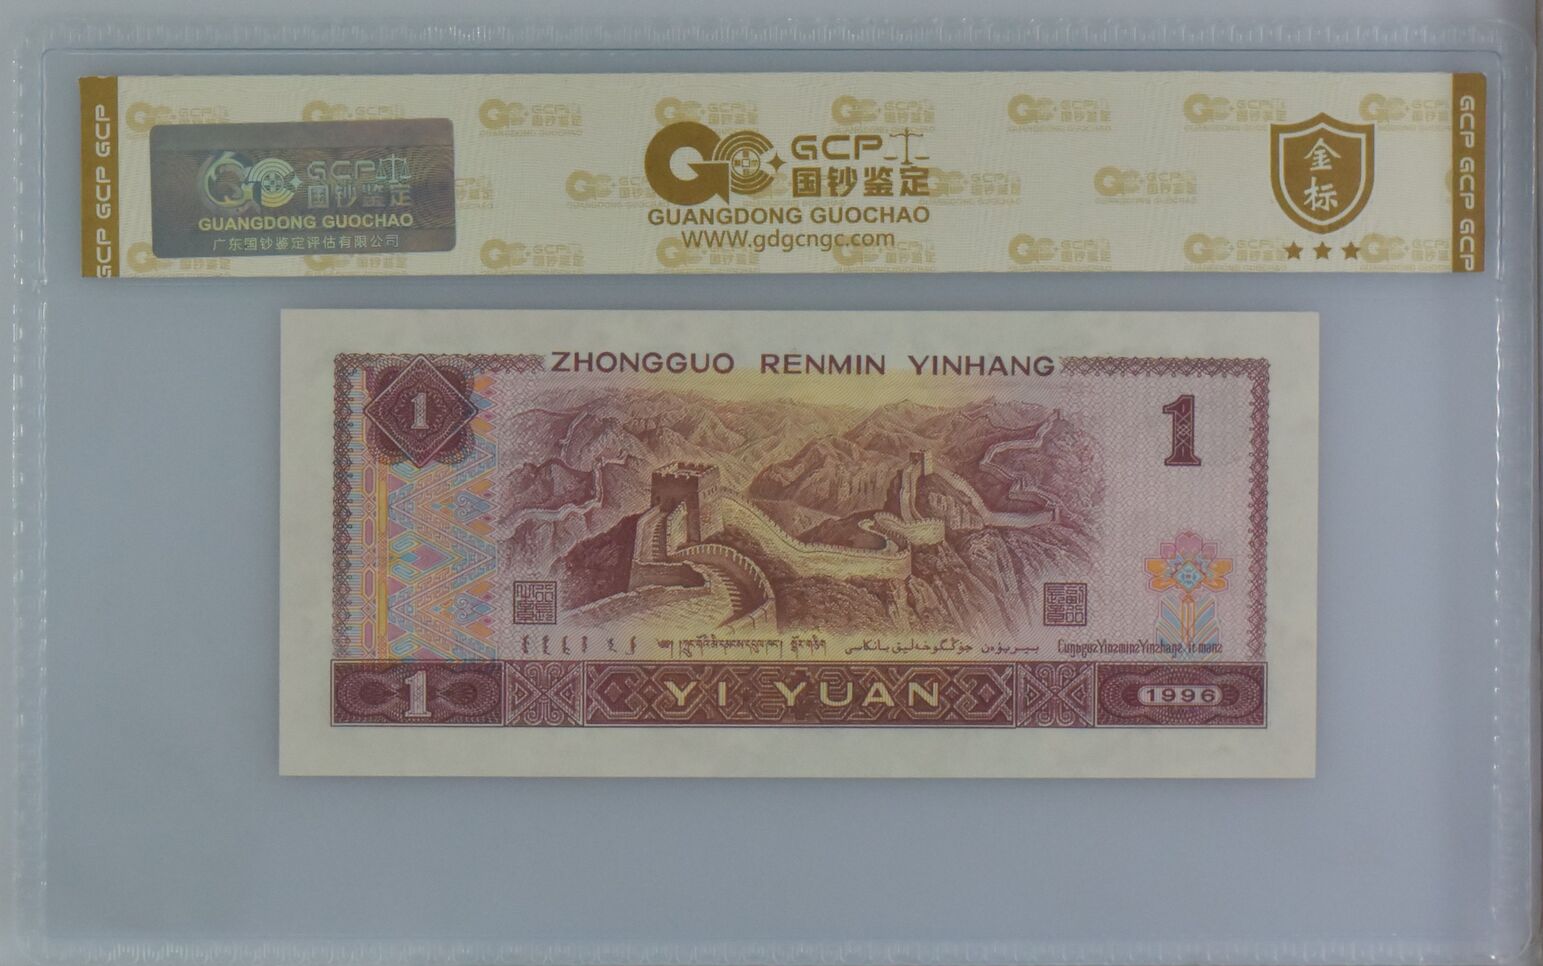 GCP 国钞鉴定
GUANGDONG GUOCHAO
广东国钞鉴定评估有限公司
GCP
国钞鉴定
GUANGDONG GUOCHAO
WWW.gdgcngc.com
金标
GCP GCP GCP
GCP GCP GCP
ZHONGGUO RENMIN YINHANG
1
1
1 YI YUAN 1996